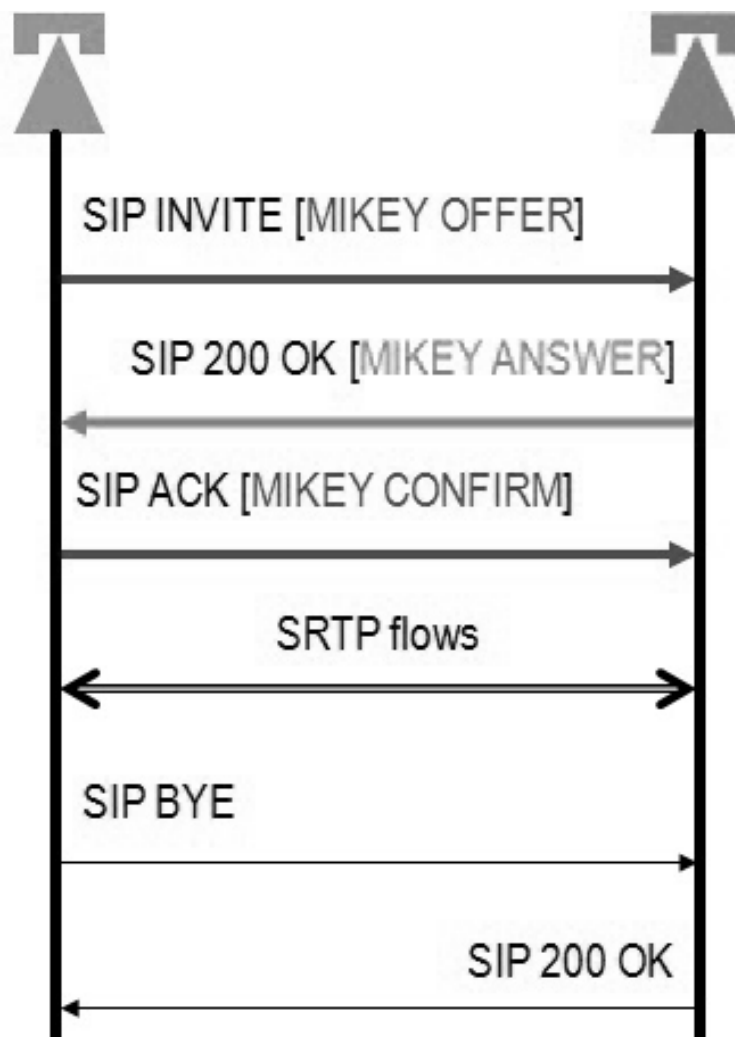 SIP INVITE [MIKEY OFFER]
SIP 200 OK [MIKEY ANSWER]
SIP ACK [MIKEY CONFIRM]
SRTP flows
SIP BYE
SIP 200 OK